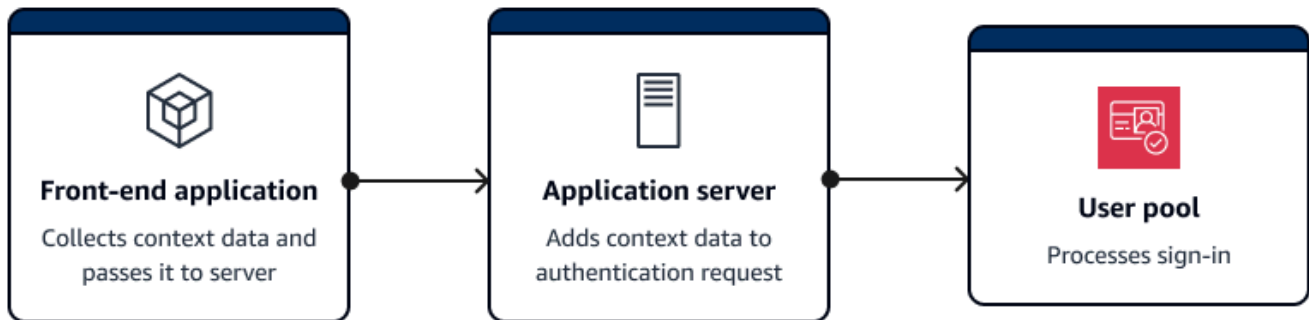 Front-end application
Collects context data and
passes it to server
Application server
Adds context data to
authentication request
User pool
Processes sign-in